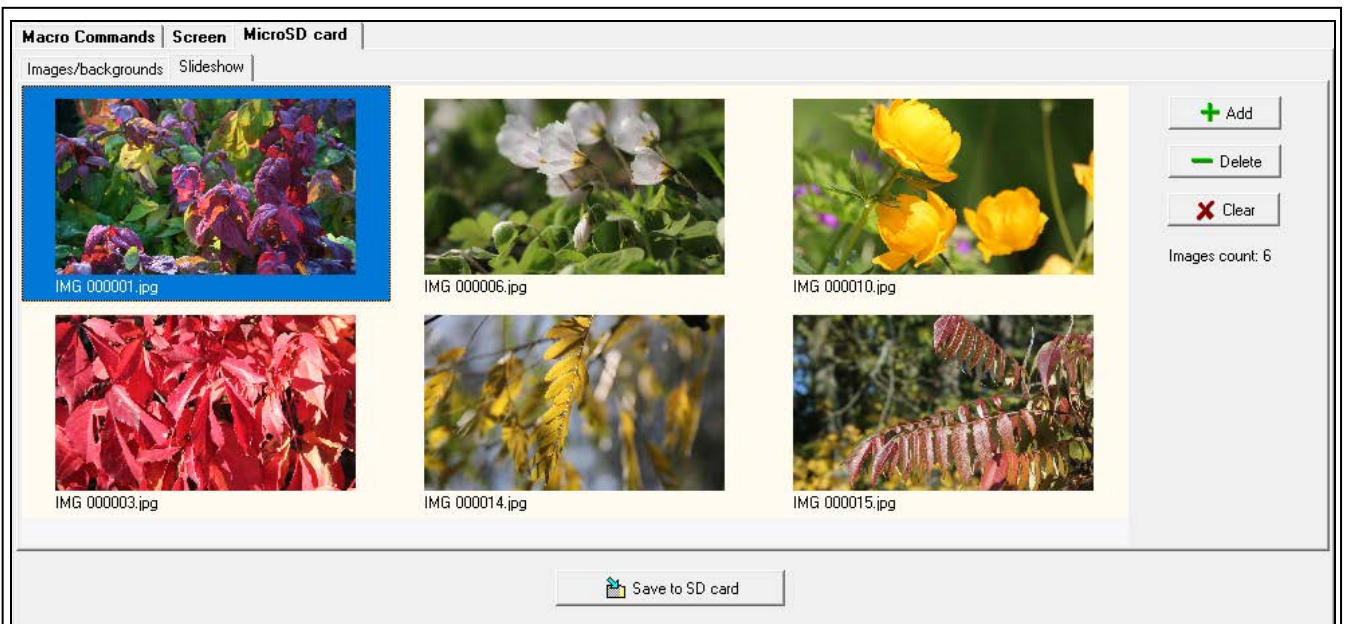 Macro Commands Screen MicroSD card
Images/backgrounds Slideshow
IMG 000001.jpg IMG 000006.jpg IMG 000010.jpg
Add
Delete
Clear
Images count: 6
IMG 000003.jpg IMG 000014.jpg IMG 000015.jpg
Save to SD card